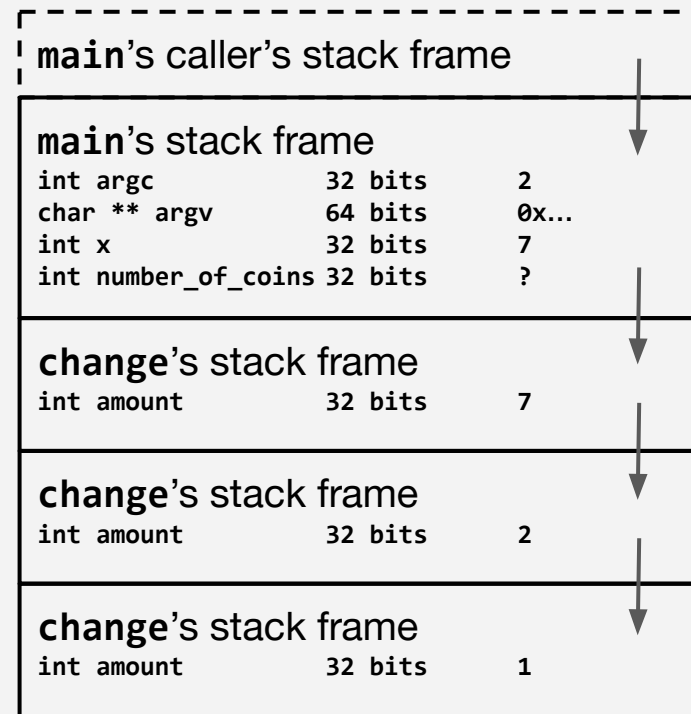 main’s caller’s stack frame
main’s stack frame
int argc 32 bits 2
char ** argv 64 bits 0x…
int x 32 bits 7
int number_of_coins 32 bits ?
change’s stack frame
int amount 32 bits 7
change’s stack frame
int amount 32 bits 2
change’s stack frame
int amount 32 bits 1